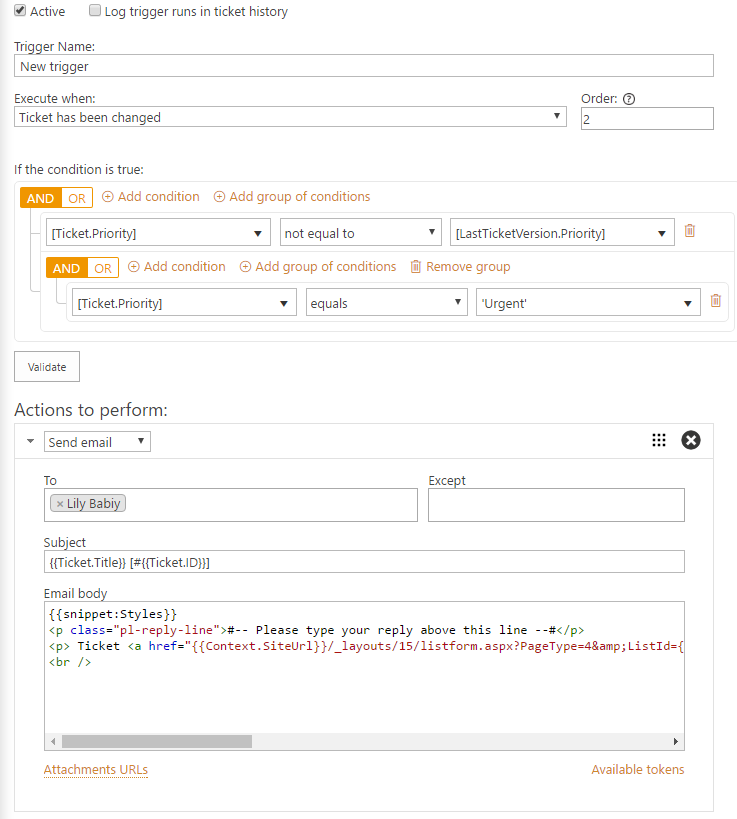 Active Log trigger runs in ticket history
Trigger Name:
New trigger
Execute when: Order: ?
Ticket has been changed 2
If the condition is true:
AND OR Add condition Add group of conditions
[Ticket.Priority] not equal to [LastTicketVersion.Priority]
AND OR Add condition Add group of conditions Remove group
[Ticket.Priority] equals 'Urgent'
Validate
Actions to perform:
Send email
To Except
× Lily Babiy
Subject
{{Ticket.Title}} [#{{Ticket.ID}}]
Email body
{{snippet:Styles}}
<p class="pl-reply-line">#-- Please type your reply above this line --#</p>
<p> Ticket <a href="{{Context.SiteUrl}}/_layouts/15/listform.aspx?PageType=4&amp;ListId={
<br />
Attachments URLs Available tokens